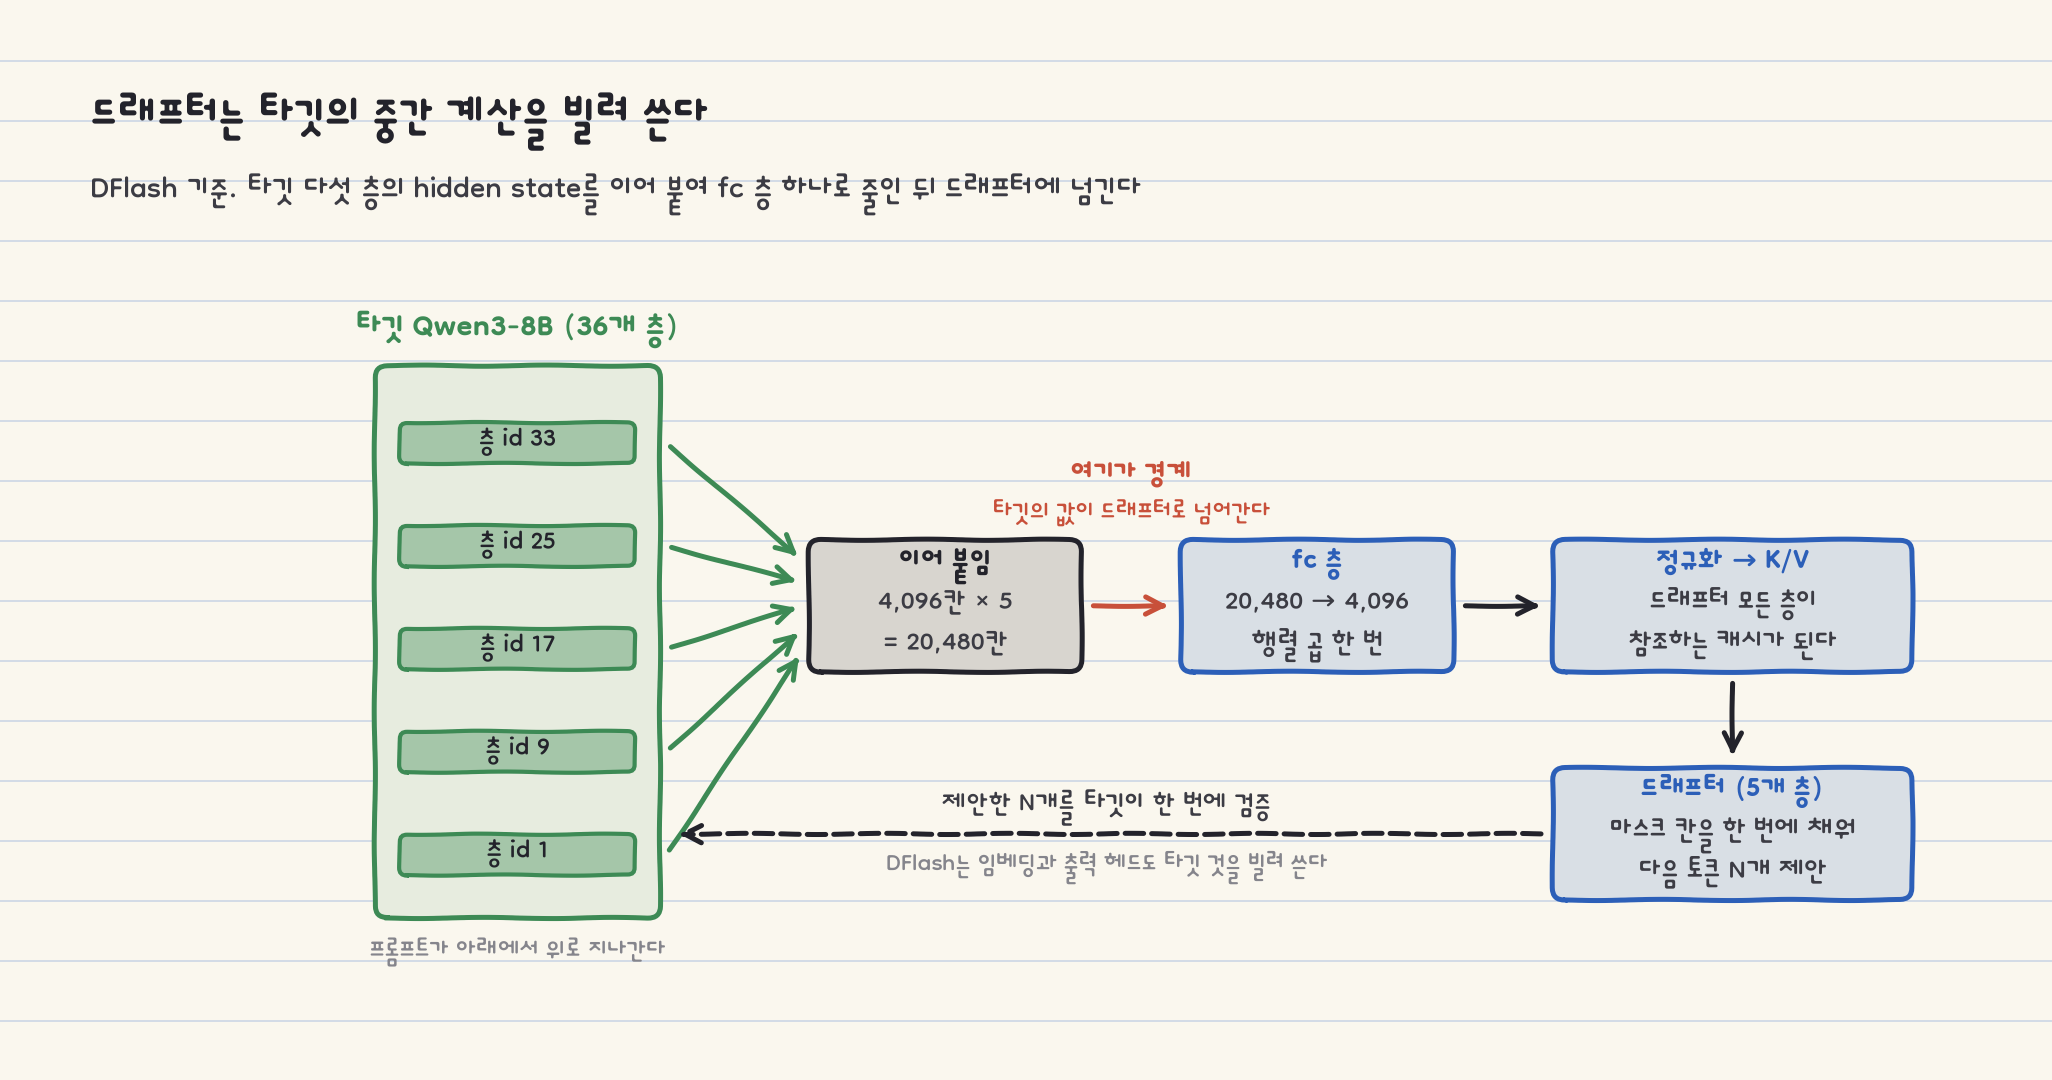 드래프터는 타깃의 중간 계산을 빌려 쓴다
DFlash 기준. 타깃 다섯 층의 hidden state를 이어 붙여 fc 층 하나로 줄인 뒤 드래프터에 넘긴다
타깃 Qwen3-8B (36개 층)
층 id 33
층 id 25
층 id 17
층 id 9
층 id 1
프롬프트가 아래에서 위로 지나간다
이어 붙임
4,096칸 × 5
= 20,480칸
여기가 경계
타깃의 값이 드래프터로 넘어간다
fc 층
20,480 → 4,096
행렬 곱 한 번
정규화 → K/V
드래프터 모든 층이
참조하는 캐시가 된다
드래프터 (5개 층)
마스크 칸을 한 번에 채워
다음 토큰 N개 제안
제안한 N개를 타깃이 한 번에 검증
DFlash는 임베딩과 출력 헤드도 타깃 것을 빌려 쓴다